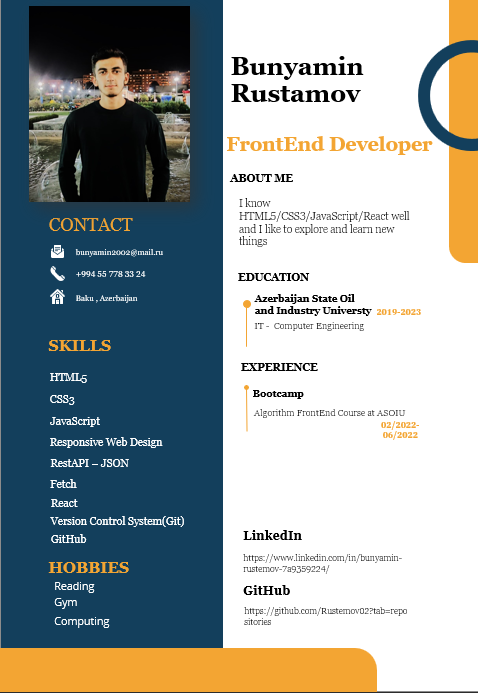 Bunyamin
Rustamov
FrontEnd Developer
ABOUT ME
I know
HTML5/CSS3/JavaScript/React well
and I like to explore and learn new
things
EDUCATION
Azerbaijan State Oil
and Industry Universty 2019-2023
IT - Computer Engineering
EXPERIENCE
Bootcamp
Algorithm FrontEnd Course at ASOIU
02/2022-
06/2022
LinkedIn
https://www.linkedin.com/in/bunyamin-
rustemov-7a9359224/
GitHub
https://github.com/Rustemov02?tab=repo
sitories
CONTACT
bunyamin2002@mail.ru
+994 55 778 33 24
Baku , Azerbaijan
SKILLS
HTML5
CSS3
JavaScript
Responsive Web Design
RestAPI – JSON
Fetch
React
Version Control System(Git)
GitHub
HOBBIES
Reading
Gym
Computing